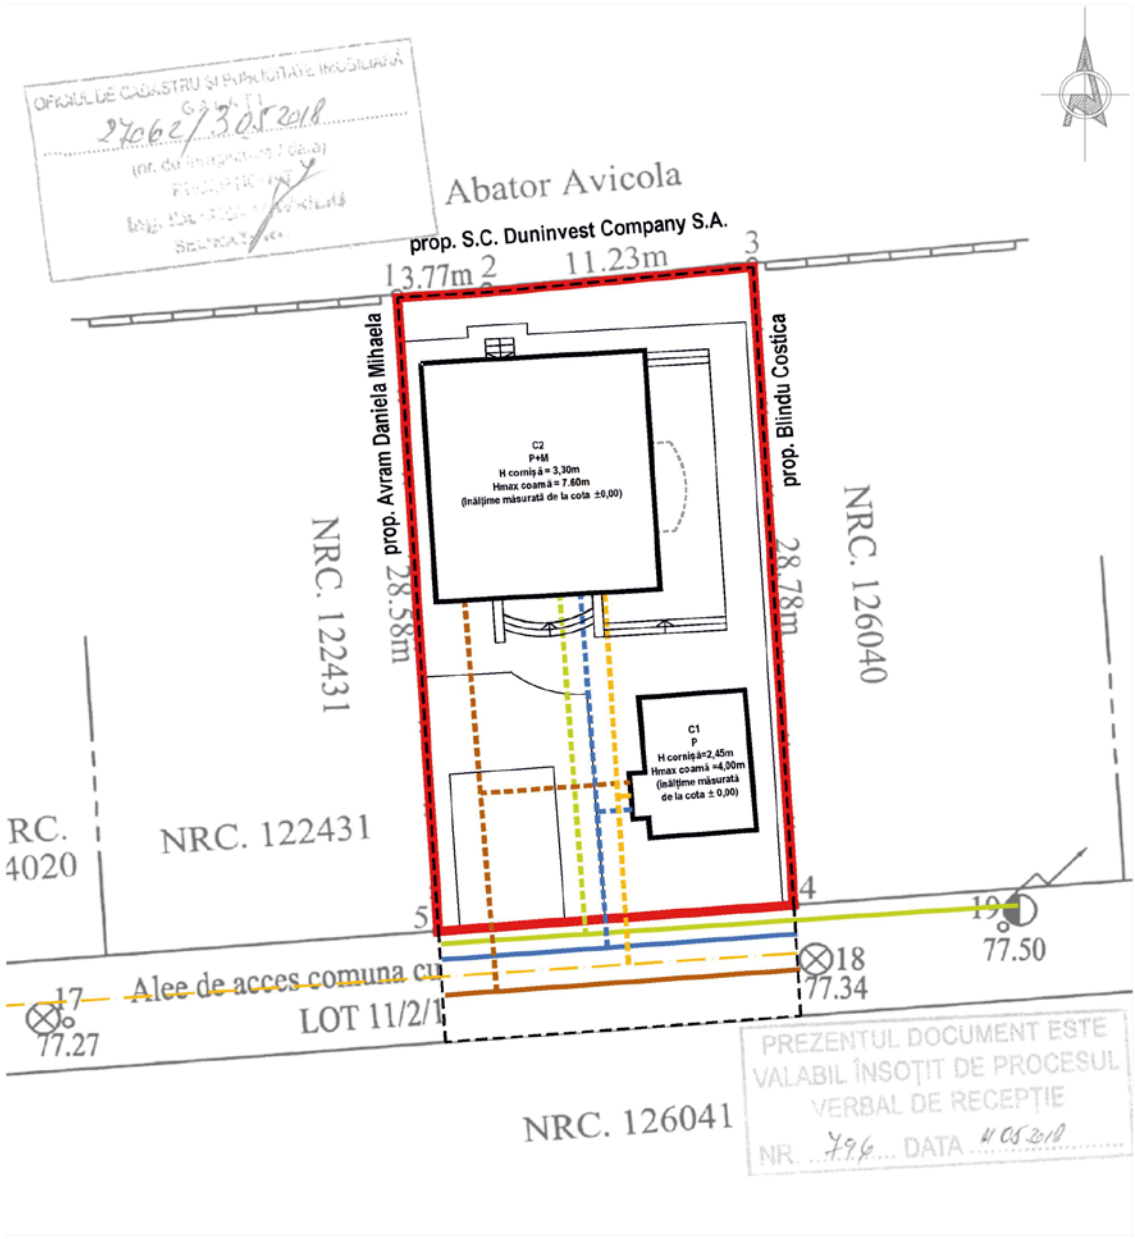 OFICIUL DE CADASTRU ȘI PUBLICITATE IMOBILIARĂ
GALAȚI
27062/3 05 2018
Abator Avicola
prop. S.C. Duninvest Company S.A.
1 3.77m 2 11.23m 3
prop. Avram Daniela Mihaela
prop. Blindu Costica
C2
P+M
H cornișă = 3,30m
Hmax coamă = 7.60m
(înălțime măsurată de la cota ±0,00)
NRC. 122431
28.58m
28.78m
NRC. 126040
C1
P
H cornișă=2,45m
Hmax coamă =4,00m
(înălțime măsurată
de la cota ± 0,00)
RC.
4020
NRC. 122431
5
4
19
77.50
Alee de acces comuna cu
LOT 11/2/1
17
77.27
18
77.34
NRC. 126041
PREZENTUL DOCUMENT ESTE
VALABIL ÎNSOȚIT DE PROCESUL
VERBAL DE RECEPȚIE
NR. ...796... DATA 11 05 2018